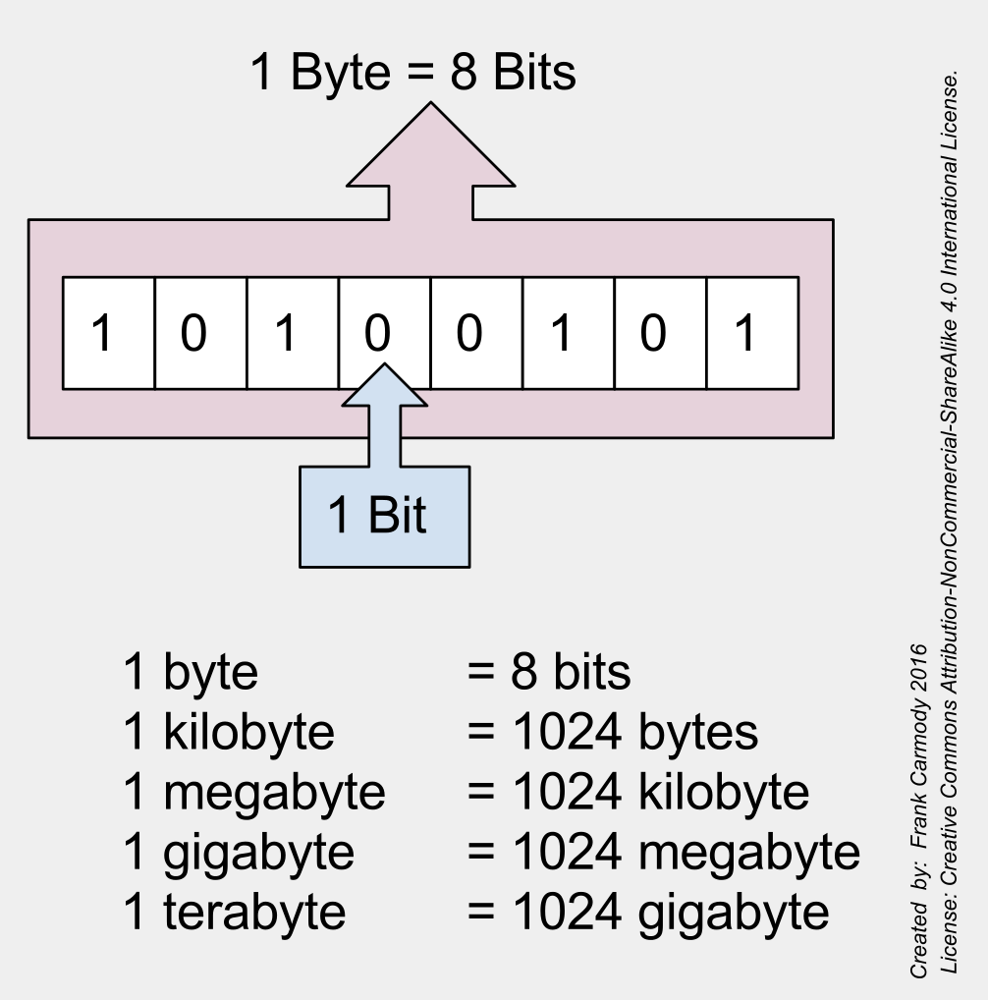 1 Byte = 8 Bits
1 0 1 0 0 1 0 1
1 Bit
1 byte = 8 bits
1 kilobyte = 1024 bytes
1 megabyte = 1024 kilobyte
1 gigabyte = 1024 megabyte
1 terabyte = 1024 gigabyte
Created by: Frank Carmody 2016
License: Creative Commons Attribution-NonCommercial-ShareAlike 4.0 International License.